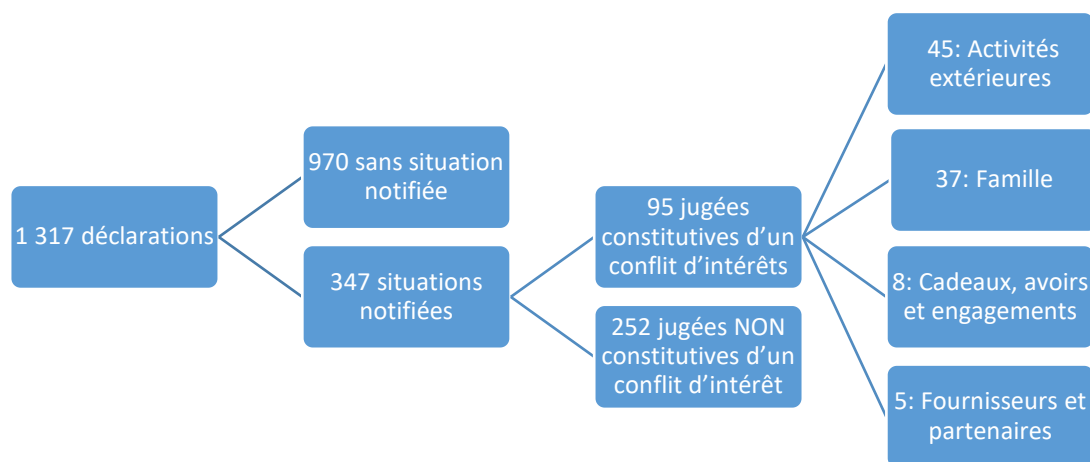 1 317 déclarations
970 sans situation
notifiée
347 situations
notifiées
95 jugées
constitutives d’un
conflit d’intérêts
252 jugées NON
constitutives d’un
conflit d’intérêt
45: Activités
extérieures
37: Famille
8: Cadeaux, avoirs
et engagements
5: Fournisseurs et
partenaires